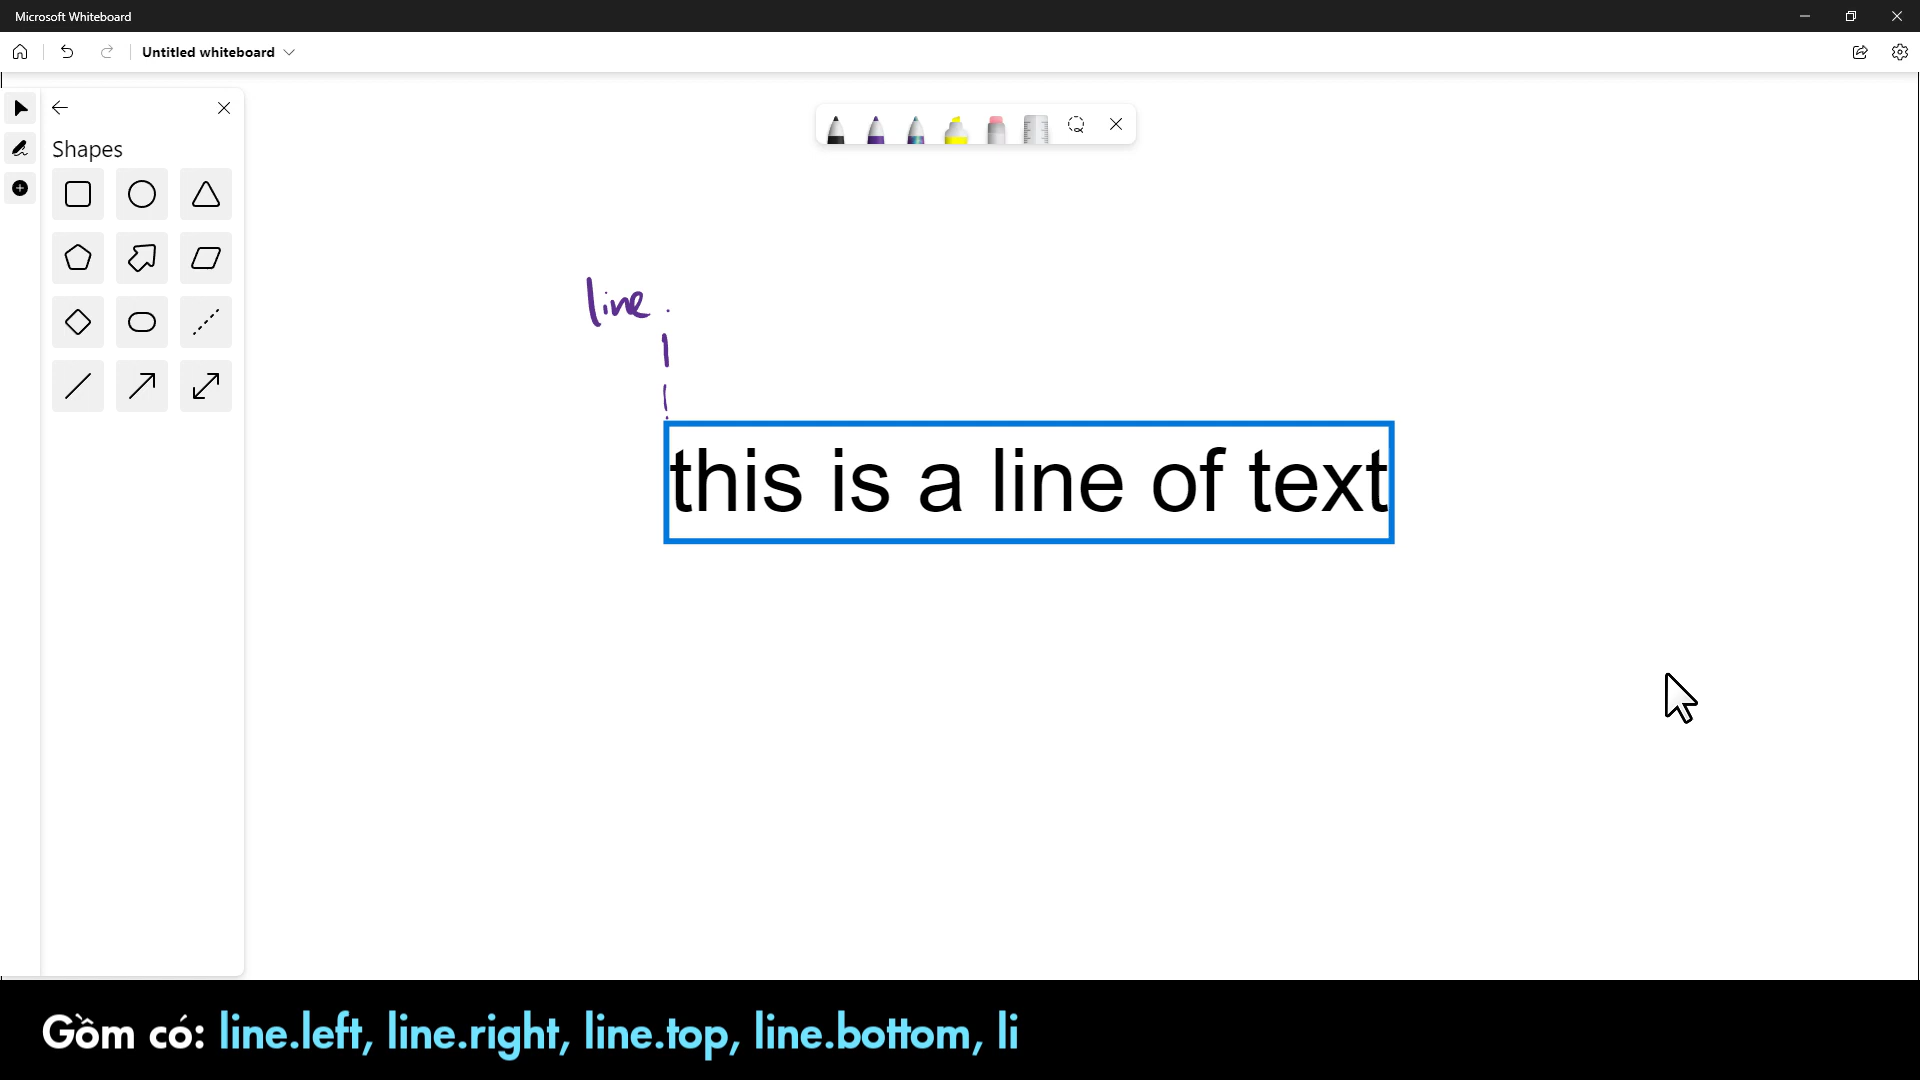 Microsoft Whiteboard
Untitled whiteboard
Shapes
line.
this is a line of text
Gồm có: line.left, line.right, line.top, line.bottom, li